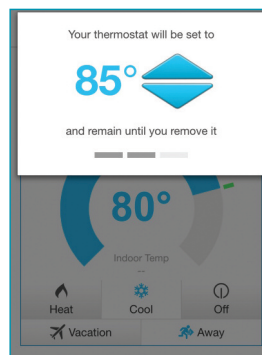 Your thermostat will be set to
85°
and remain until you remove it
80°
Indoor Temp
--
Heat Cool Off
Vacation Away